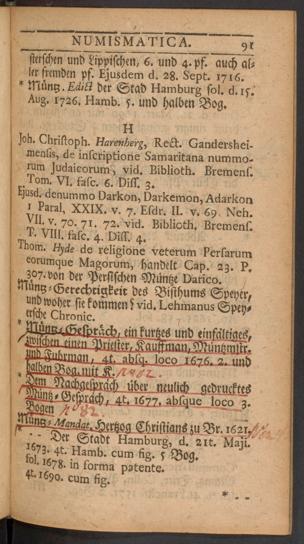 NUMISMATICA. 91
sterschen und Lippischen, 6. und 4. pf. auch al-
ler fremden pf. Ejusdem d. 28. Sept. 1716.
* Müntz. Edict der Stad Hamburg fol. d. 15.
Aug. 1726. Hamb. 5. und halben Bog.
H
Joh. Christoph. Harenberg, Rect. Gandershei-
mensis, de inscriptione Samaritana nummo-
rum Judaicorum, vid. Biblioth. Bremens.
Tom. VI. fasc. 6. Diss. 3.
Ejusd. denummo Darkon, Darkemon, Adarkon
1 Paral, XXIX. v. 7. Esdr. II. v. 69. Neh.
VII. v. 70. 71. 72. vid. Biblioth. Bremens.
T. VIII. fasc. 4. Diss. 4.
Thom. Hyde de religione veterum Persarum
eorumque Magorum, handelt Cap. 23. P.
307. von der Persischen Müntze Darico.
Müntz-Gerechtigkeit des Bisthums Speyer,
und woher sie kommen? vid. Lehmanus Spey-
ersche Chronic.
* Müntz-Gespräch, ein kurtzes und einfältiges,
zwischen einen Priester, Kauffman, Müntzmstr.
und Fuhrman, 4t. absq. loco 1676. 2. und
halben Bog. mit K.
* Dem Nachgespräch über neulich gedrucktes
Müntz-Gespräch, 4t. 1677. absque loco 3.
Bogen no 82.
Müntz-Mandat. Hertzog Christians zu Br. 1621.
- - Der Stadt Hamburg, d. 21t. Maji.
1673. 4t. Hamb. cum fig. 5 Bog.
fol. 1678. in forma patente.
4t. 1690. cum fig.
* - -